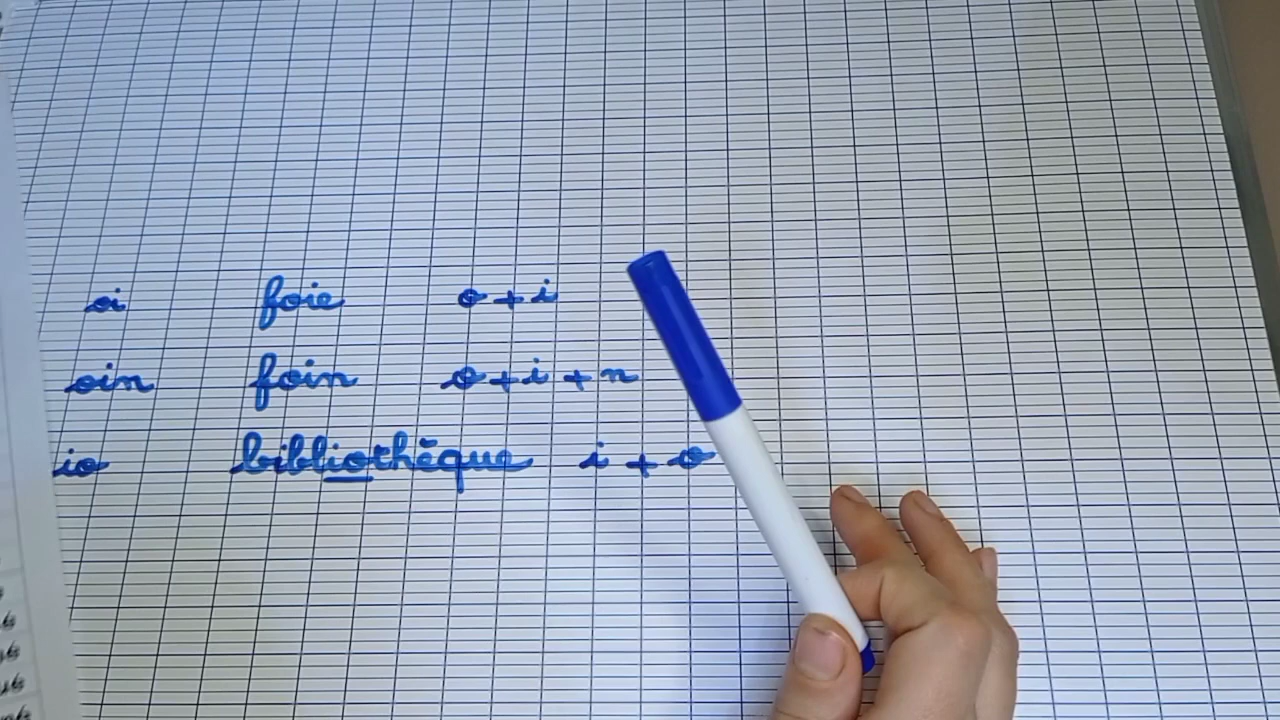 oi foie o + i
oin foin o + i + n
io bibliothèque i + o